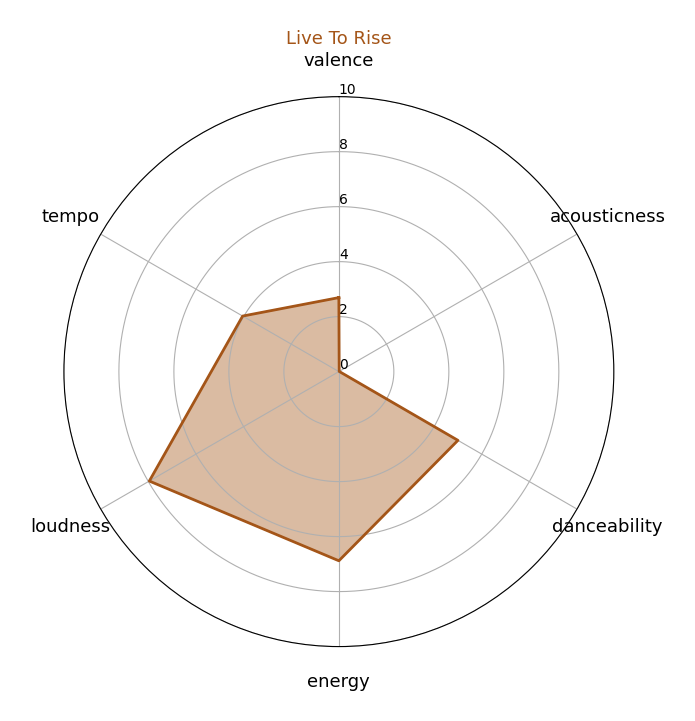 Live To Rise
valence
10
8
6
4
2
0
tempo
acousticness
loudness
danceability
energy